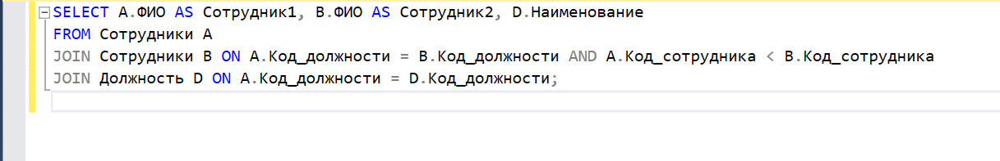 SELECT A.ФИО AS Сотрудник1, B.ФИО AS Сотрудник2, D.Наименование
FROM Сотрудники A
JOIN Сотрудники B ON A.Код_должности = B.Код_должности AND A.Код_сотрудника < B.Код_сотрудника
JOIN Должность D ON A.Код_должности = D.Код_должности;